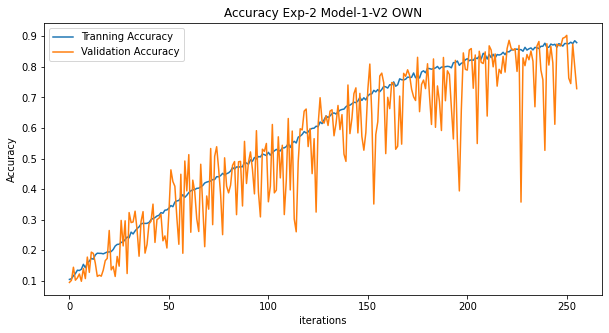 Accuracy Exp-2 Model-1-V2 OWN
Tranning Accuracy
Validation Accuracy
Accuracy
0.9
0.8
0.7
0.6
0.5
0.4
0.3
0.2
0.1
0 50 100 150 200 250
iterations